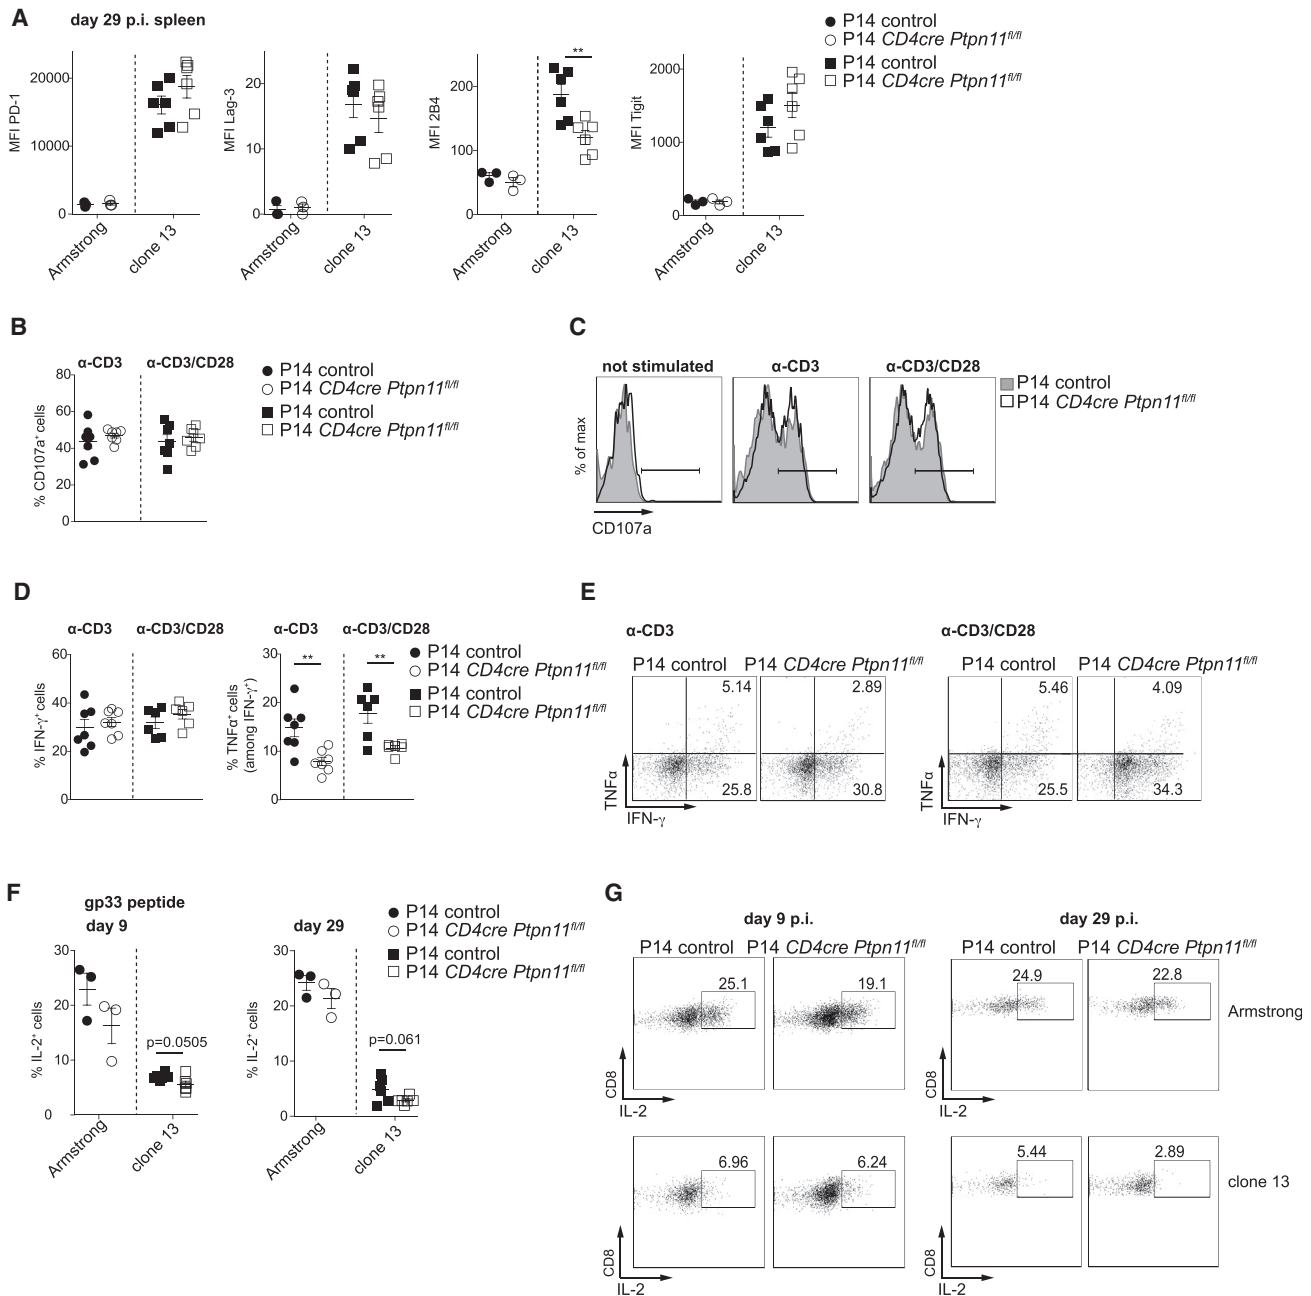 A
day 29 p.i. spleen
P14 control
P14 CD4cre Ptpn11fl/fl
P14 control
P14 CD4cre Ptpn11fl/fl
MFI PD-1
20000
10000
0
Armstrong
clone 13
MFI Lag-3
20
10
0
Armstrong
clone 13
MFI 2B4
200
100
0
**
Armstrong
clone 13
MFI Tigit
2000
1000
0
Armstrong
clone 13
B
α-CD3
α-CD3/CD28
% CD107a+ cells
80
60
40
20
0
P14 control
P14 CD4cre Ptpn11fl/fl
P14 control
P14 CD4cre Ptpn11fl/fl
C
not stimulated
α-CD3
α-CD3/CD28
% of max
CD107a
P14 control
P14 CD4cre Ptpn11fl/fl
D
α-CD3
α-CD3/CD28
% IFN-γ+ cells
60
40
20
0
α-CD3
α-CD3/CD28
% TNFα+ cells
(among IFN-γ+)
30
20
10
0
**
**
P14 control
P14 CD4cre Ptpn11fl/fl
P14 control
P14 CD4cre Ptpn11fl/fl
E
α-CD3
P14 control
P14 CD4cre Ptpn11fl/fl
5.14
25.8
2.89
30.8
TNFα
IFN-γ
α-CD3/CD28
P14 control
P14 CD4cre Ptpn11fl/fl
5.46
25.5
4.09
34.3
TNFα
IFN-γ
F
gp33 peptide
day 9
% IL-2+ cells
30
20
10
0
p=0.0505
Armstrong
clone 13
day 29
% IL-2+ cells
30
20
10
0
p=0.061
Armstrong
clone 13
P14 control
P14 CD4cre Ptpn11fl/fl
P14 control
P14 CD4cre Ptpn11fl/fl
G
day 9 p.i.
day 29 p.i.
P14 control
P14 CD4cre Ptpn11fl/fl
P14 control
P14 CD4cre Ptpn11fl/fl
25.1
19.1
24.9
22.8
Armstrong
CD8
IL-2
CD8
IL-2
6.96
6.24
5.44
2.89
clone 13
CD8
IL-2
CD8
IL-2